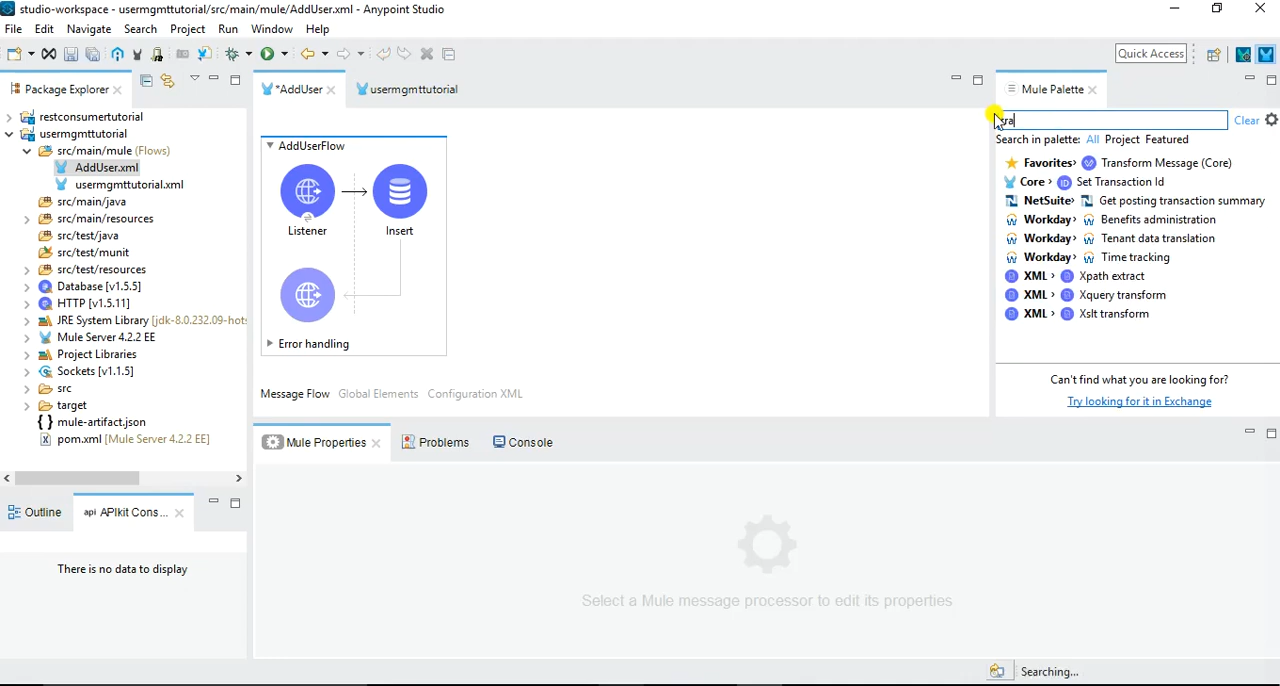 studio-workspace - usermgmttutorial/src/main/mule/AddUser.xml - Anypoint Studio
File Edit Navigate Search Project Run Window Help
Quick Access
Package Explorer
restconsumertutorial
usermgmttutorial
src/main/mule (Flows)
AddUser.xml
usermgmttutorial.xml
src/main/java
src/main/resources
src/test/java
src/test/munit
src/test/resources
Database [v1.5.5]
HTTP [v1.5.11]
JRE System Library [jdk-8.0.232.09-hots
Mule Server 4.2.2 EE
Project Libraries
Sockets [v1.1.5]
src
target
mule-artifact.json
pom.xml [Mule Server 4.2.2 EE]
Outline
api APIkit Cons...
There is no data to display
*AddUser
usermgmttutorial
AddUserFlow
Listener
Insert
Error handling
Message Flow Global Elements Configuration XML
Mule Properties
Problems
Console
Select a Mule message processor to edit its properties
Mule Palette
Clear
Search in palette: All Project Featured
Favorites› Transform Message (Core)
Core › Set Transaction Id
NetSuite› Get posting transaction summary
Workday› Benefits administration
Workday› Tenant data translation
Workday› Time tracking
XML › Xpath extract
XML › Xquery transform
XML › Xslt transform
Can't find what you are looking for?
Try looking for it in Exchange
Searching...